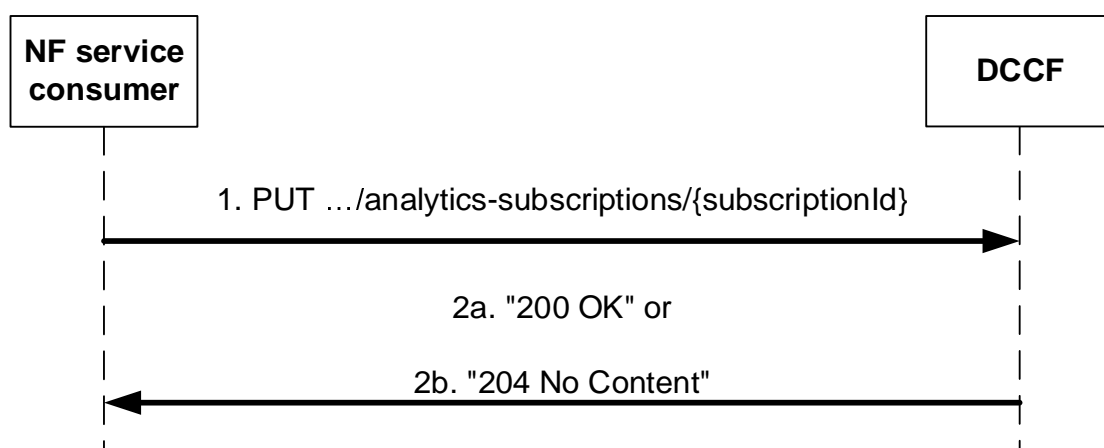 NF service
consumer
DCCF
1. PUT …/analytics-subscriptions/{subscriptionId}
2a. "200 OK" or
2b. "204 No Content"